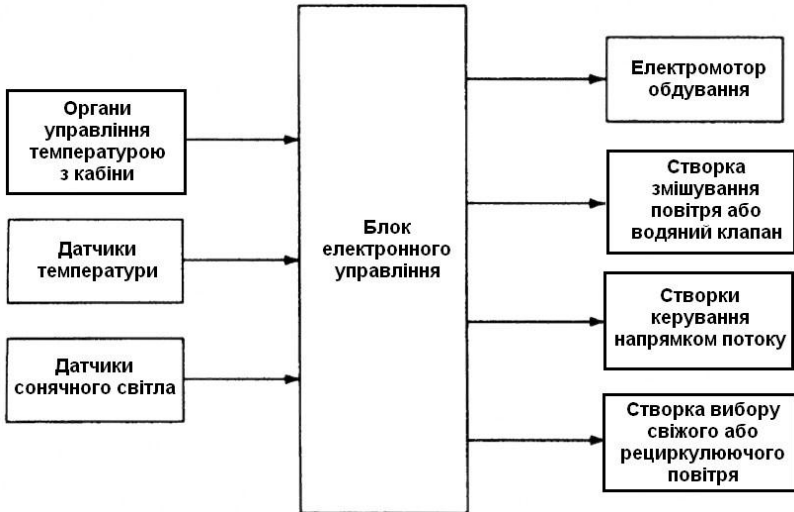 Органи
управління
температурою
з кабіни
Датчики
температури
Датчики
сонячного світла
Блок
електронного
управління
Електромотор
обдування
Створка
змішування
повітря або
водяний клапан
Створки
керування
напрямком потоку
Створка вибору
свіжого або
рециркулюючого
повітря